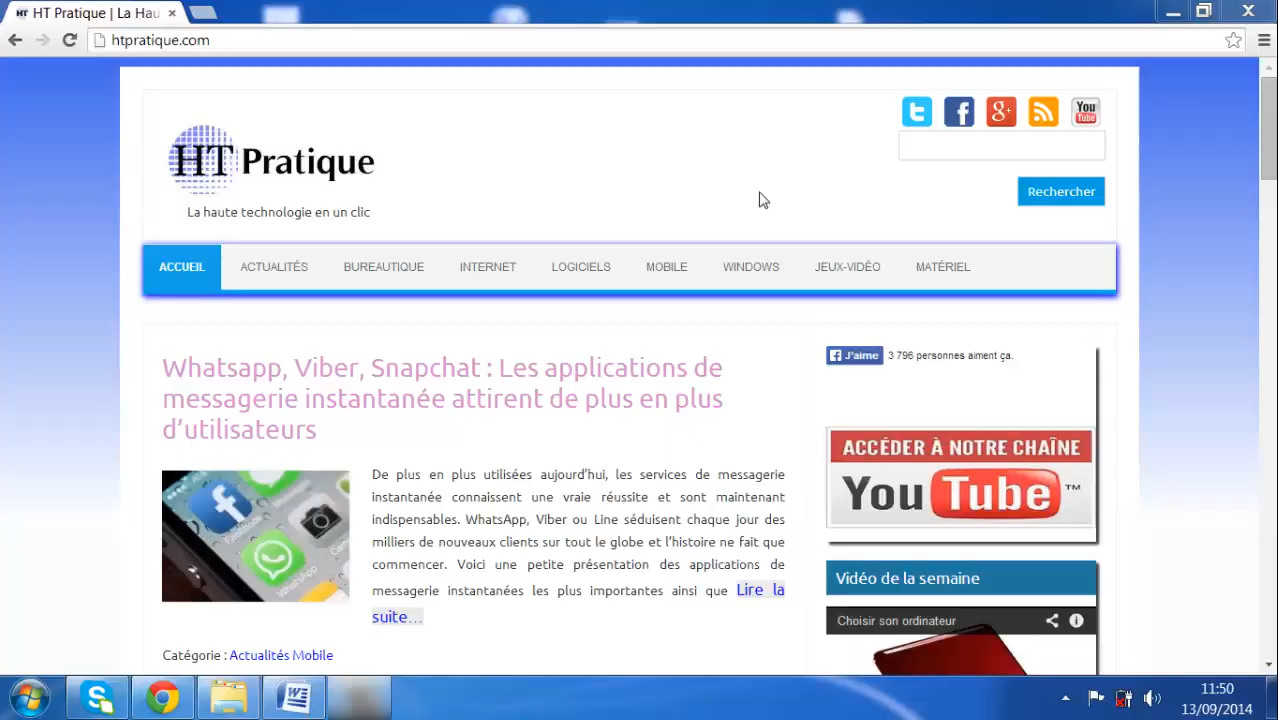 HT Pratique | La Hau
htpratique.com
HT Pratique
La haute technologie en un clic
You
Tube
Rechercher
ACCUEIL ACTUALITÉS BUREAUTIQUE INTERNET LOGICIELS MOBILE WINDOWS JEUX-VIDÉO MATÉRIEL
Whatsapp, Viber, Snapchat : Les applications de
messagerie instantanée attirent de plus en plus
d'utilisateurs
De plus en plus utilisées aujourd'hui, les services de messagerie
instantanée connaissent une vraie réussite et sont maintenant
indispensables. WhatsApp, Viber ou Line séduisent chaque jour des
milliers de nouveaux clients sur tout le globe et l'histoire ne fait que
commencer. Voici une petite présentation des applications de
messagerie instantanées les plus importantes ainsi que Lire la
suite…
WhatsApp
Catégorie : Actualités Mobile
J'aime 3 796 personnes aiment ça.
ACCÉDER À NOTRE CHAÎNE
YouTube™
Vidéo de la semaine
Choisir son ordinateur
11:50
13/09/2014